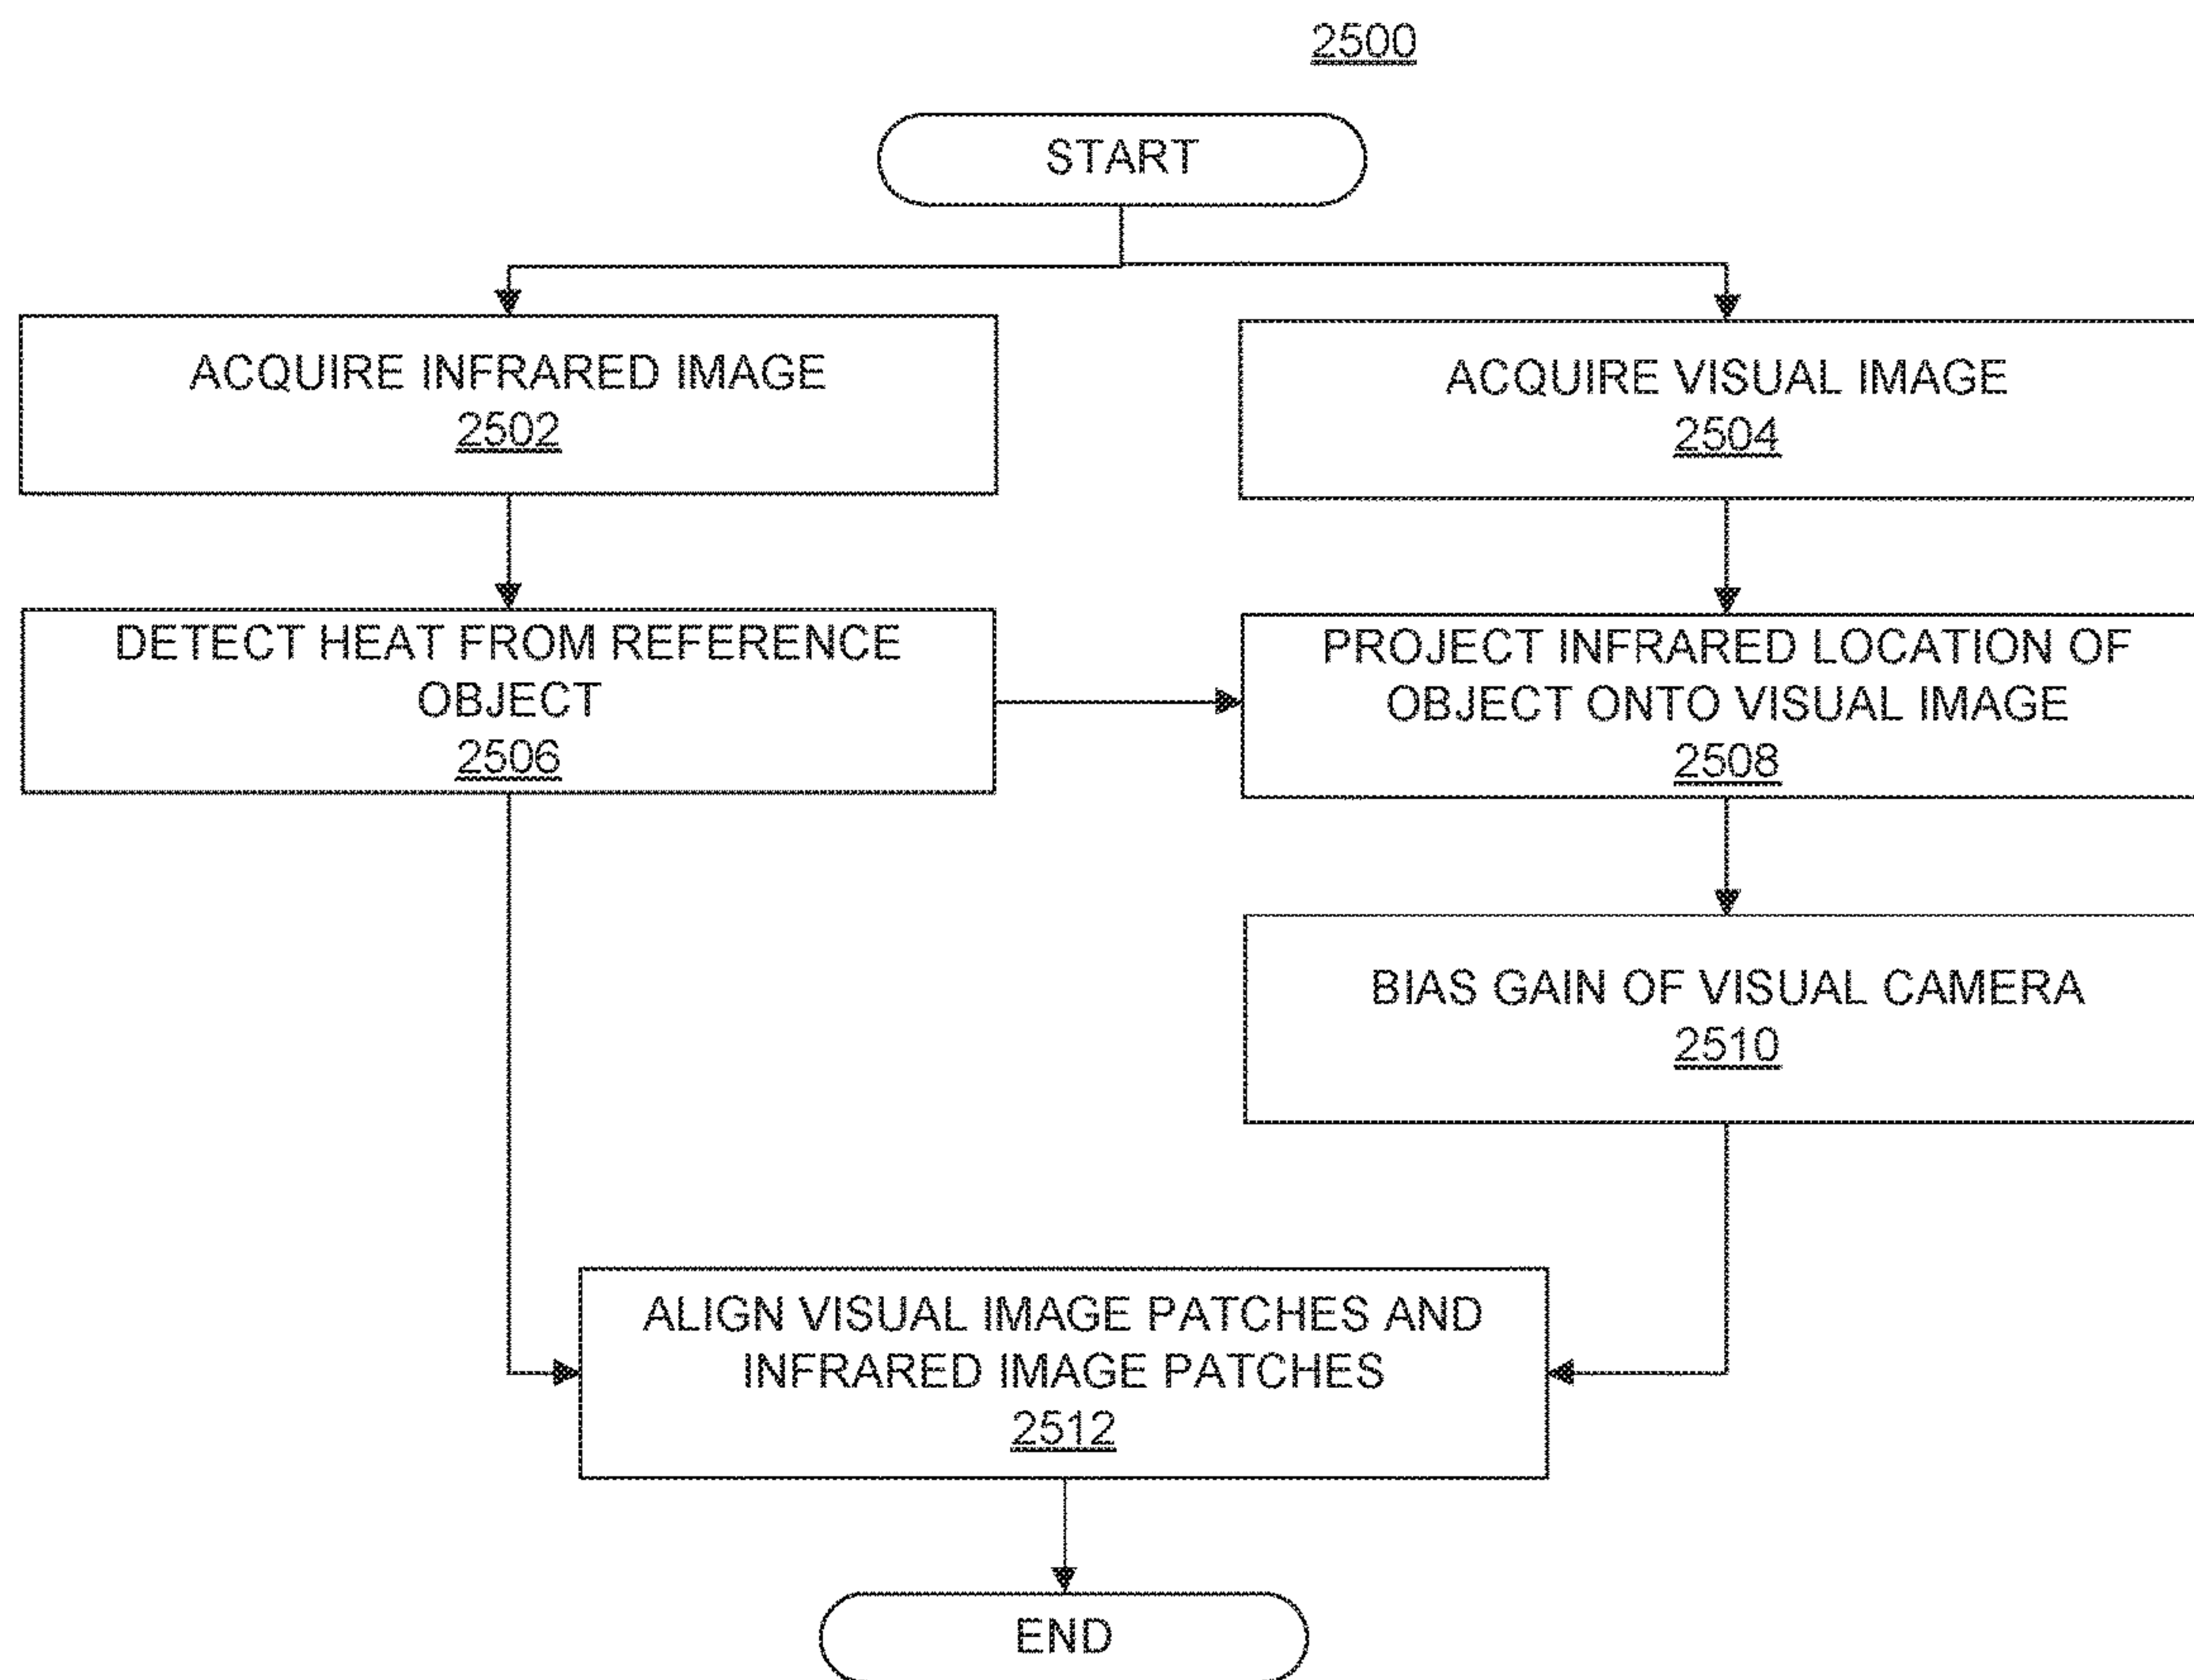 2500
START
ACQUIRE INFRARED IMAGE
2502
ACQUIRE VISUAL IMAGE
2504
DETECT HEAT FROM REFERENCE
OBJECT
2506
PROJECT INFRARED LOCATION OF
OBJECT ONTO VISUAL IMAGE
2508
BIAS GAIN OF VISUAL CAMERA
2510
ALIGN VISUAL IMAGE PATCHES AND
INFRARED IMAGE PATCHES
2512
END